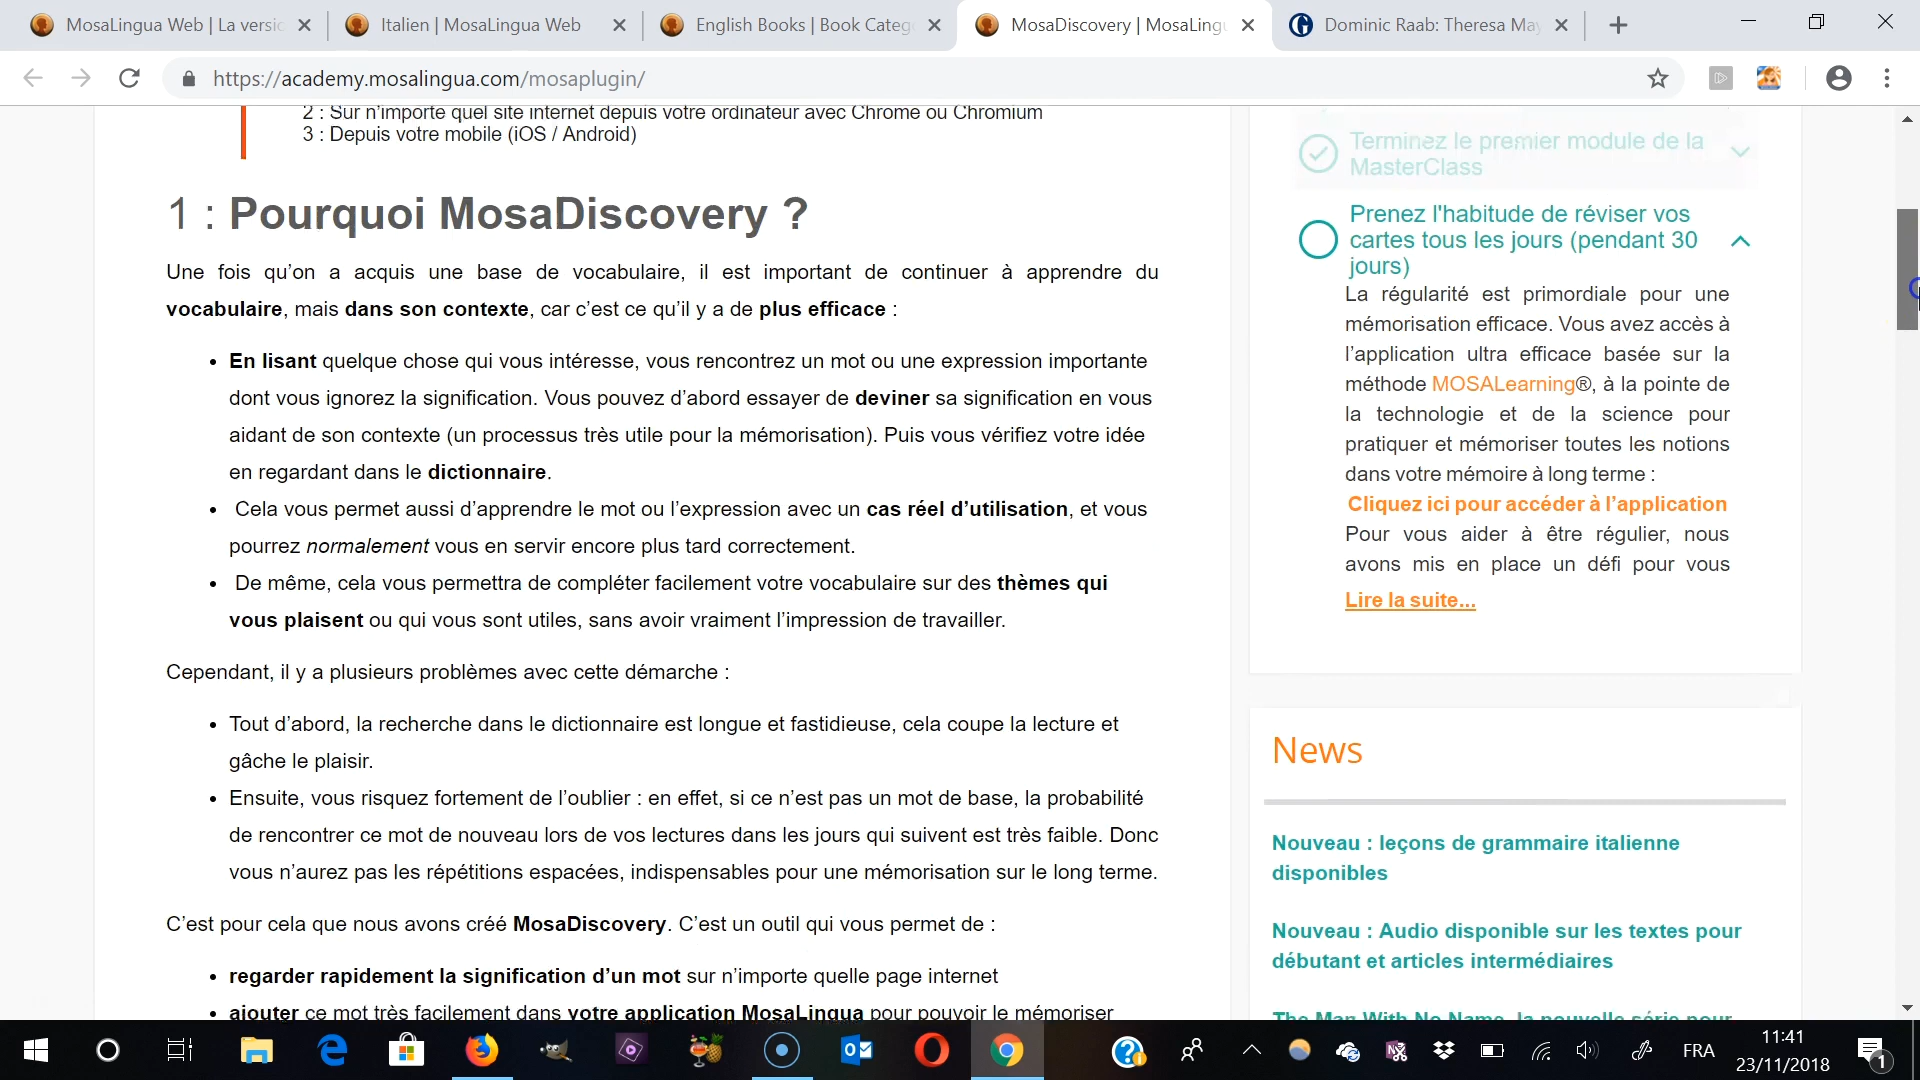 MosaLingua Web | La versio
Italien | MosaLingua Web
English Books | Book Categ
MosaDiscovery | MosaLingu
Dominic Raab: Theresa May
https://academy.mosalingua.com/mosaplugin/
2 : Sur n’importe quel site internet depuis votre ordinateur avec Chrome ou Chromium
3 : Depuis votre mobile (iOS / Android)
1 : Pourquoi MosaDiscovery ?
Une fois qu’on a acquis une base de vocabulaire, il est important de continuer à apprendre du
vocabulaire, mais dans son contexte, car c’est ce qu’il y a de plus efficace :
• En lisant quelque chose qui vous intéresse, vous rencontrez un mot ou une expression importante
dont vous ignorez la signification. Vous pouvez d’abord essayer de deviner sa signification en vous
aidant de son contexte (un processus très utile pour la mémorisation). Puis vous vérifiez votre idée
en regardant dans le dictionnaire.
• Cela vous permet aussi d’apprendre le mot ou l’expression avec un cas réel d’utilisation, et vous
pourrez normalement vous en servir encore plus tard correctement.
• De même, cela vous permettra de compléter facilement votre vocabulaire sur des thèmes qui
vous plaisent ou qui vous sont utiles, sans avoir vraiment l’impression de travailler.
Cependant, il y a plusieurs problèmes avec cette démarche :
• Tout d’abord, la recherche dans le dictionnaire est longue et fastidieuse, cela coupe la lecture et
gâche le plaisir.
• Ensuite, vous risquez fortement de l’oublier : en effet, si ce n’est pas un mot de base, la probabilité
de rencontrer ce mot de nouveau lors de vos lectures dans les jours qui suivent est très faible. Donc
vous n’aurez pas les répétitions espacées, indispensables pour une mémorisation sur le long terme.
C’est pour cela que nous avons créé MosaDiscovery. C’est un outil qui vous permet de :
• regarder rapidement la signification d’un mot sur n’importe quelle page internet
• ajouter ce mot très facilement dans votre application MosaLingua pour pouvoir le mémoriser
Terminez le premier module de la
MasterClass
Prenez l'habitude de réviser vos
cartes tous les jours (pendant 30
jours)
La régularité est primordiale pour une
mémorisation efficace. Vous avez accès à
l’application ultra efficace basée sur la
méthode MOSALearning®, à la pointe de
la technologie et de la science pour
pratiquer et mémoriser toutes les notions
dans votre mémoire à long terme :
Cliquez ici pour accéder à l’application
Pour vous aider à être régulier, nous
avons mis en place un défi pour vous
Lire la suite...
News
Nouveau : leçons de grammaire italienne
disponibles
Nouveau : Audio disponible sur les textes pour
débutant et articles intermédiaires
The Man With No Name, la nouvelle série pour
FRA
11:41
23/11/2018
1